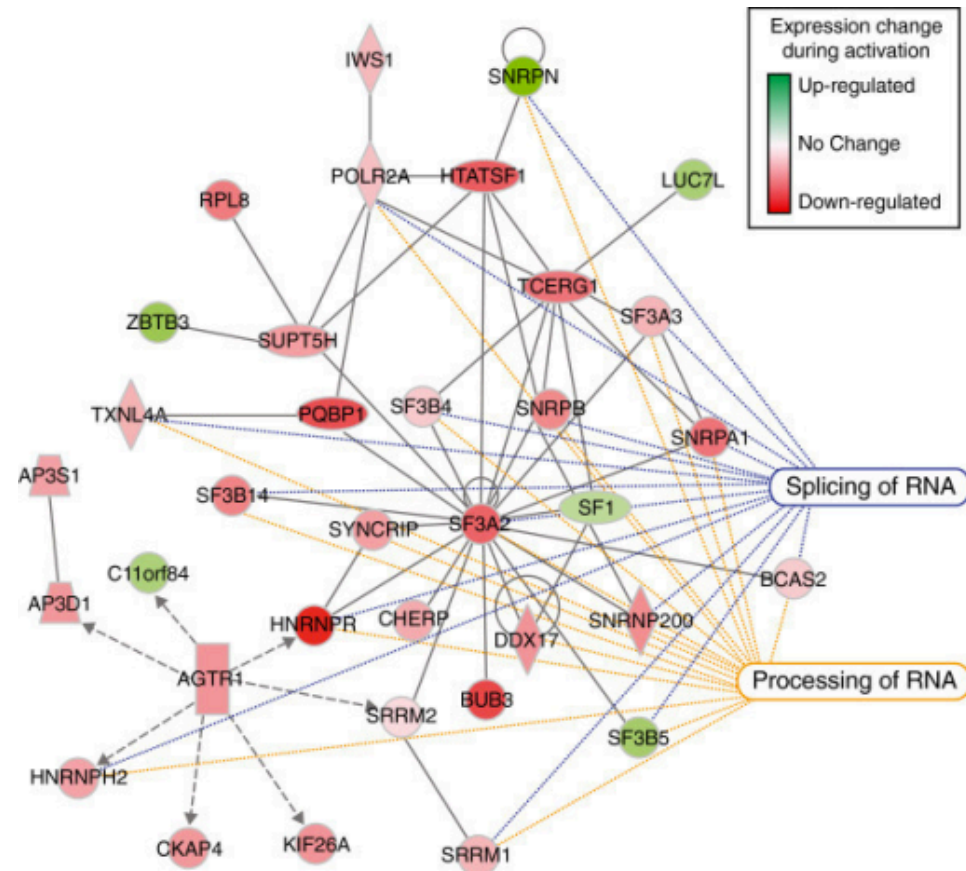 Expression change
during activation
Up-regulated
No Change
Down-regulated
IWS1
SNRPN
POLR2A
HTATSF1
LUC7L
RPL8
TCERG1
ZBTB3
SUPT5H
SF3A3
TXNL4A
PQBP1
SF3B4
SNRPB
SNRPA1
AP3S1
SF3B14
Splicing of RNA
SYNCRIP
SF3A2
SF1
C11orf84
BCAS2
AP3D1
HNRNPR
CHERP
DDX17
SNRNP200
AGTR1
Processing of RNA
BUB3
SRRM2
SF3B5
HNRNPH2
CKAP4
KIF26A
SRRM1